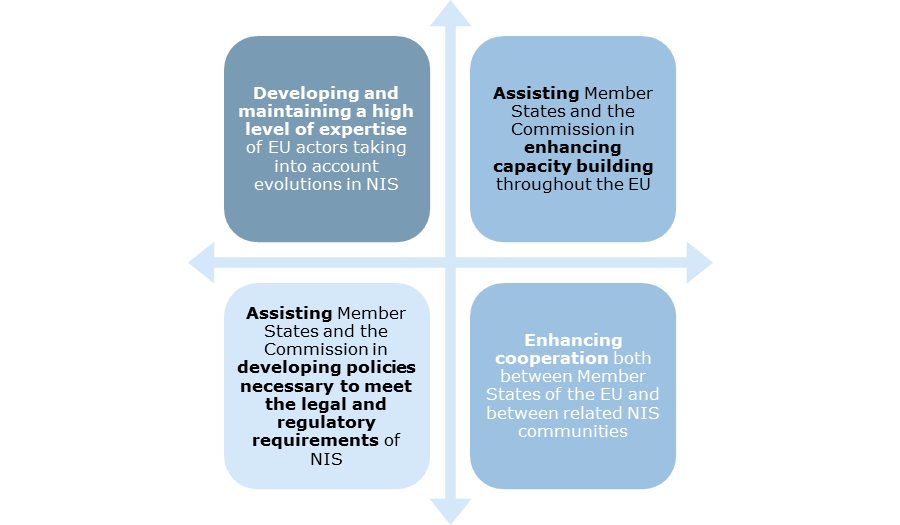 Developing and
maintaining a high
level of expertise
of EU actors taking
into account
evolutions in NIS
Assisting Member
States and the
Commission in
enhancing
capacity building
throughout the EU
Assisting Member
States and the
Commission in
developing policies
necessary to meet
the legal and
regulatory
requirements of
NIS
Enhancing
cooperation both
between Member
States of the EU and
between related NIS
communities